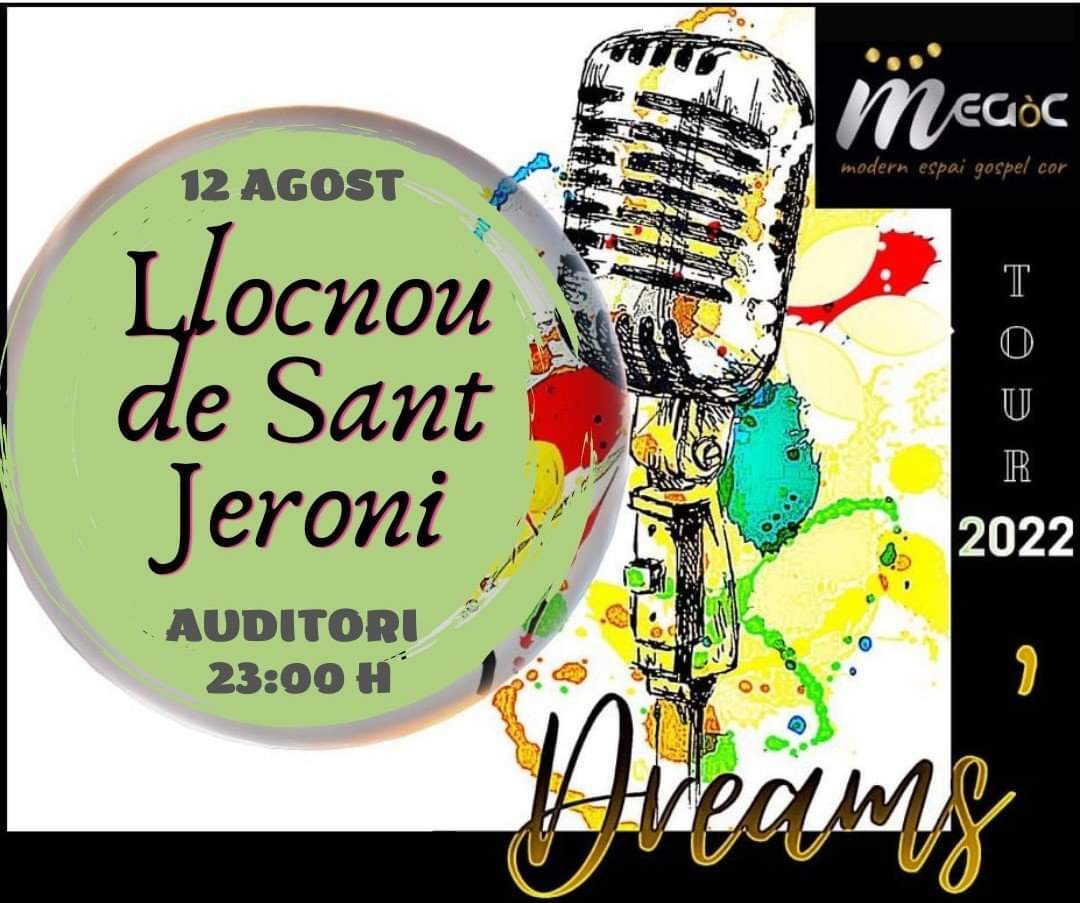 12 AGOST
Llocnou
de Sant
Jeroni
AUDITORI
23:00 H
MEGÒC
modern espai gospel cor
TOUR
2022
,
Dreams